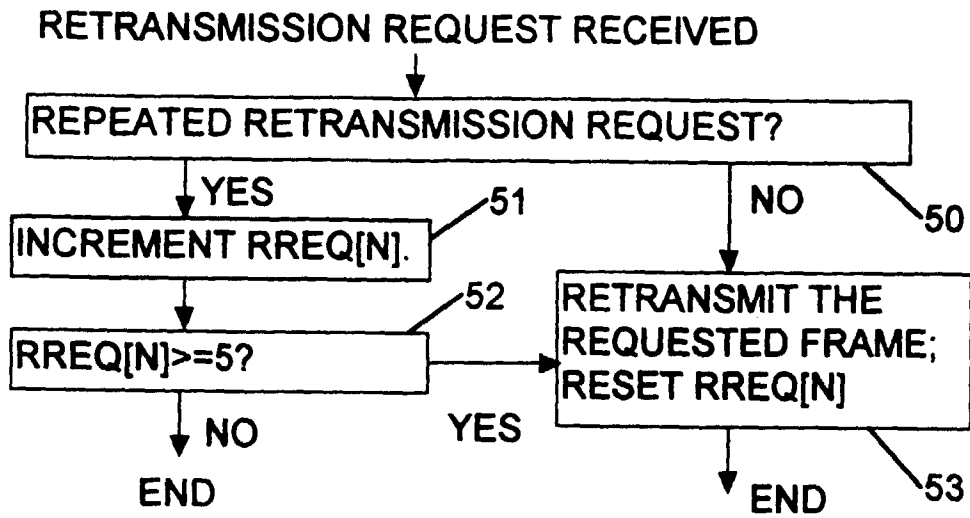 RETRANSMISSION REQUEST RECEIVED
REPEATED RETRANSMISSION REQUEST?
YES
NO
50
51
INCREMENT RREQ[N].
52
RREQ[N]>=5?
RETRANSMIT THE
REQUESTED FRAME;
RESET RREQ[N]
NO
YES
53
END
END